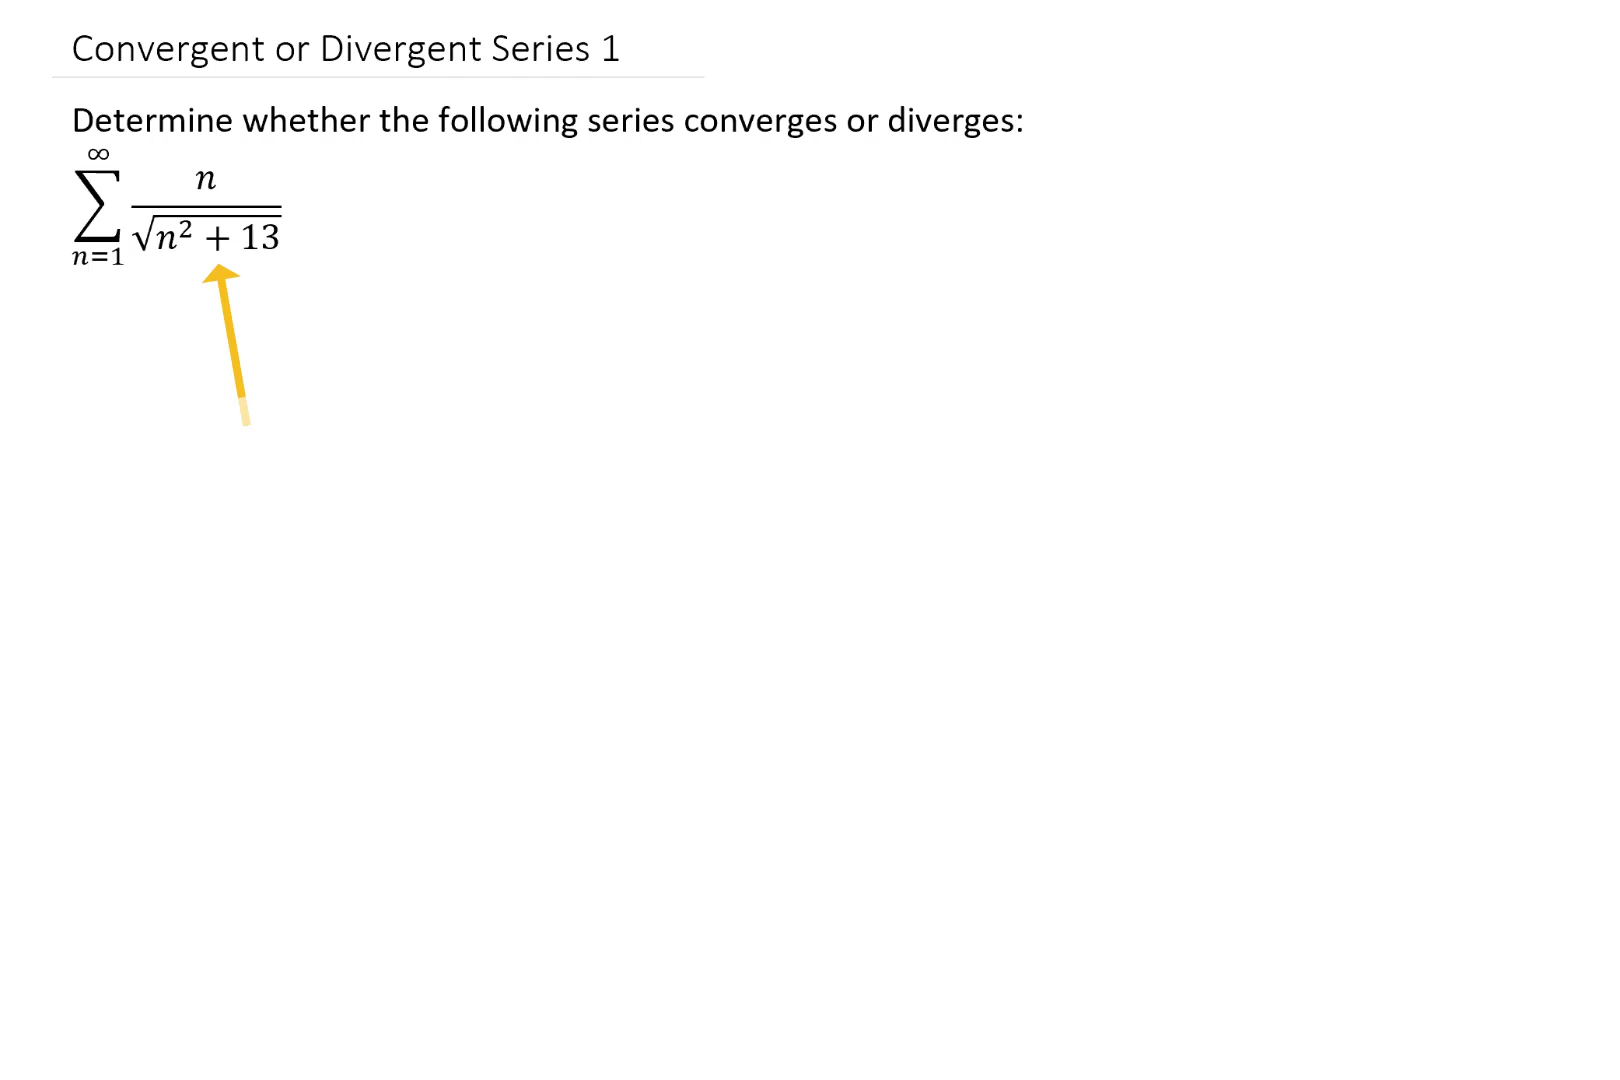 Convergent or Divergent Series 1
Determine whether the following series converges or diverges:
∞
∑ n / √n² + 13
n=1